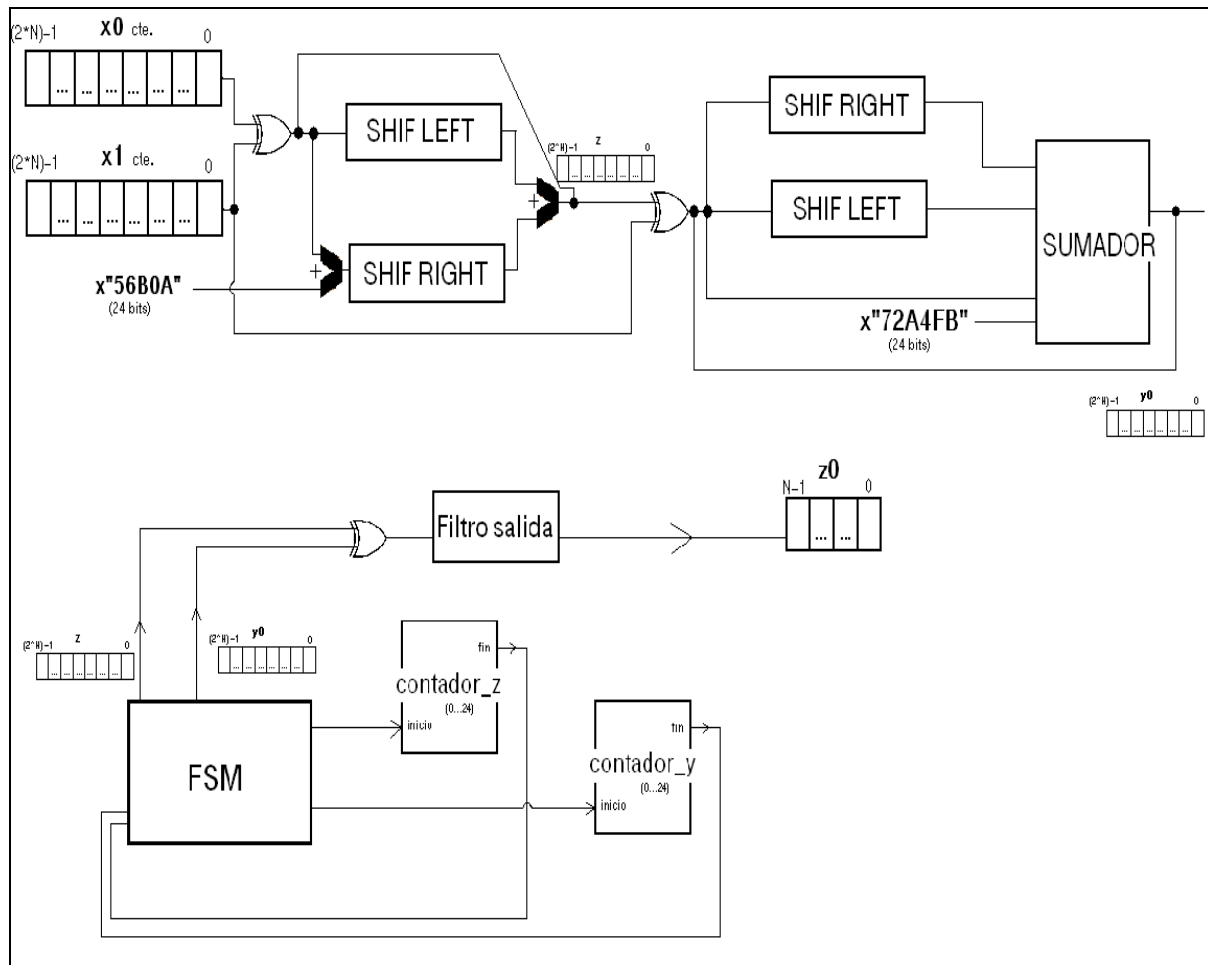 (2*N)-1 x0 cte. 0
... ... ... ... ... ...
SHIF LEFT
SHIF RIGHT
(2*N)-1 x1 cte. 0
... ... ... ... ... ...
(2^N)-1 z 0
... ... ... ... ...
+
SHIF LEFT
SUMADOR
+
SHIF RIGHT
x"56B0A"
(24 bits)
x"72A4FB"
(24 bits)
(2^N)-1 y0 0
... ... ... ... ...
N-1 z0 0
... ...
Filtro salida
(2^N)-1 z 0
... ... ... ... ...
(2^N)-1 y0 0
... ... ... ... ...
fin
contador_z
(0...24)
inicio
FSM
fin
contador_y
(0...24)
inicio